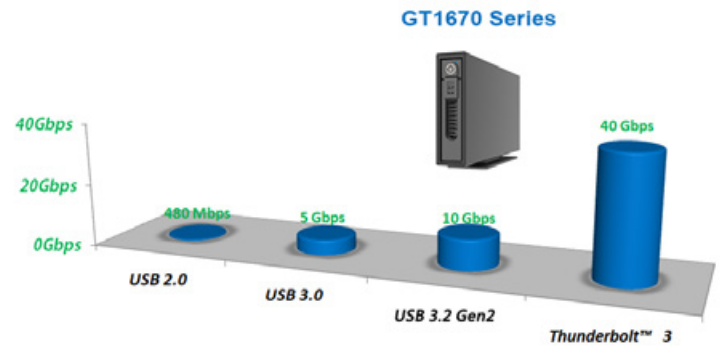 GT1670 Series
40Gbps
20Gbps
0Gbps
480 Mbps
5 Gbps
10 Gbps
40 Gbps
USB 2.0
USB 3.0
USB 3.2 Gen2
Thunderbolt™ 3